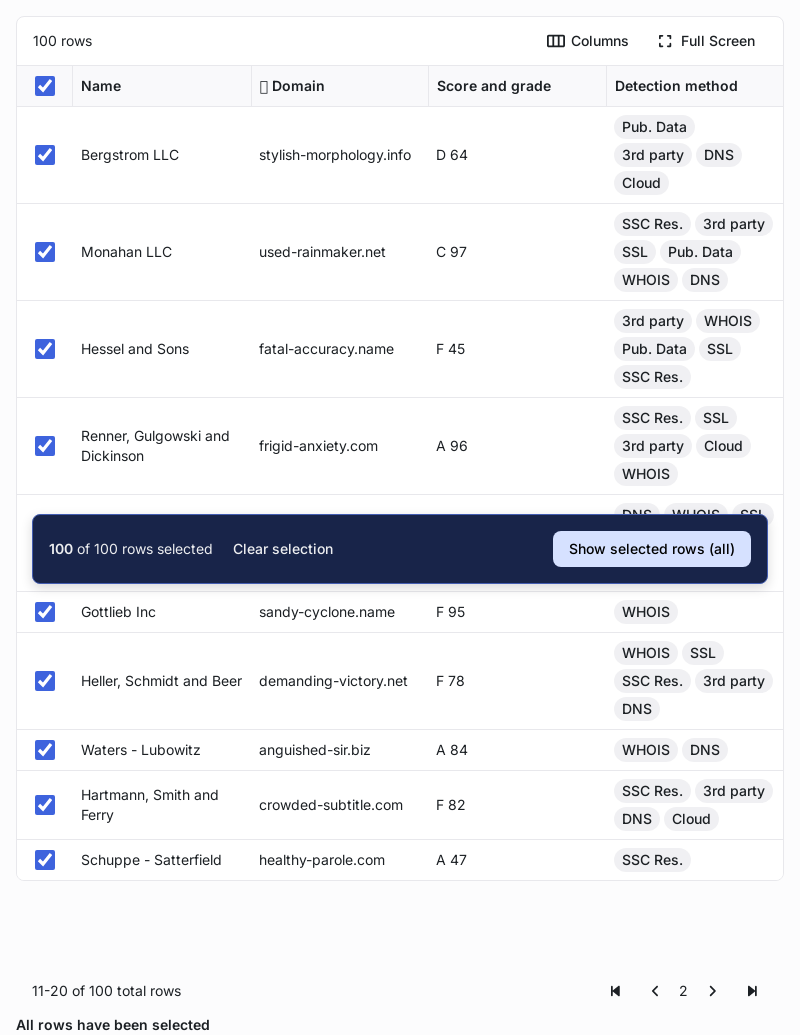 100 rows
Columns
Full Screen
Name
Domain
Score and grade
Detection method
Bergstrom LLC
stylish-morphology.info
D 64
Pub. Data
3rd party DNS
Cloud
Monahan LLC
used-rainmaker.net
C 97
SSC Res. 3rd party
SSL Pub. Data
WHOIS DNS
Hessel and Sons
fatal-accuracy.name
F 45
3rd party WHOIS
Pub. Data SSL
SSC Res.
Renner, Gulgowski and
Dickinson
frigid-anxiety.com
A 96
SSC Res. SSL
3rd party Cloud
WHOIS
DNS WHOIS SSL
100 of 100 rows selected
Clear selection
Show selected rows (all)
Gottlieb Inc
sandy-cyclone.name
F 95
WHOIS
Heller, Schmidt and Beer
demanding-victory.net
F 78
WHOIS SSL
SSC Res. 3rd party
DNS
Waters - Lubowitz
anguished-sir.biz
A 84
WHOIS DNS
Hartmann, Smith and
Ferry
crowded-subtitle.com
F 82
SSC Res. 3rd party
DNS Cloud
Schuppe - Satterfield
healthy-parole.com
A 47
SSC Res.
11-20 of 100 total rows
2
All rows have been selected